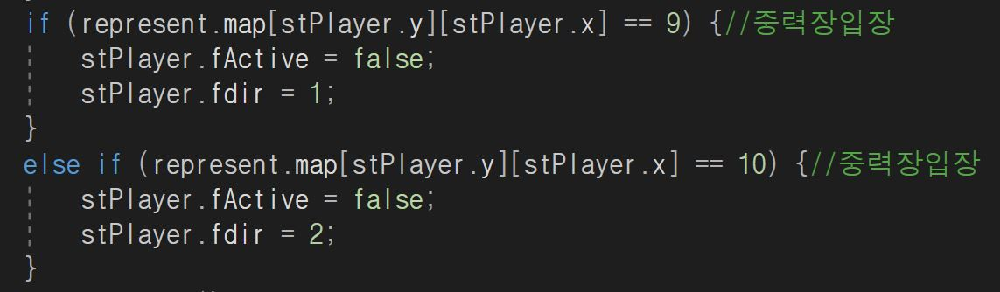 if (represent.map[stPlayer.y][stPlayer.x] == 9) {//중력장입장
stPlayer.fActive = false;
stPlayer.fdir = 1;
}
else if (represent.map[stPlayer.y][stPlayer.x] == 10) {//중력장입장
stPlayer.fActive = false;
stPlayer.fdir = 2;
}